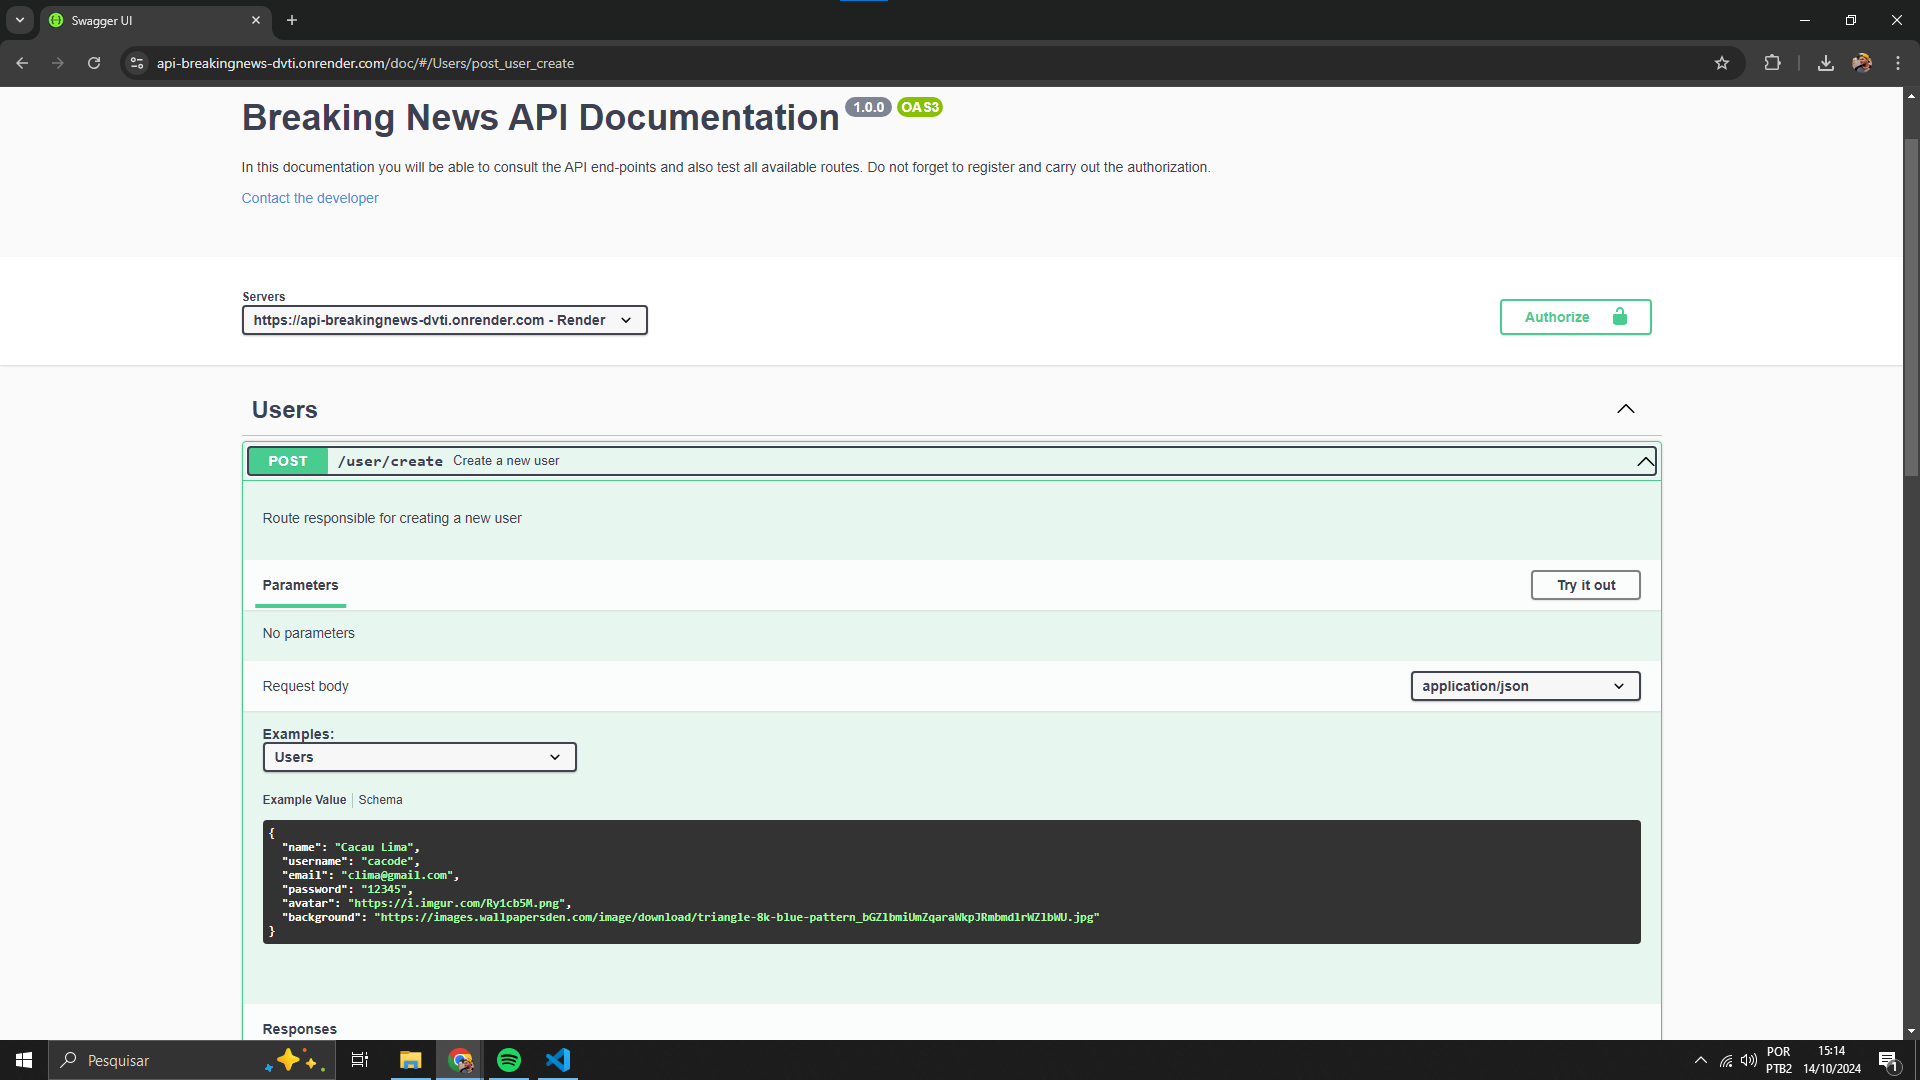 Swagger UI
api-breakingnews-dvti.onrender.com/doc/#/Users/post_user_create
Breaking News API Documentation 1.0.0 OAS3
In this documentation you will be able to consult the API end-points and also test all available routes. Do not forget to register and carry out the authorization.
Contact the developer
Servers
https://api-breakingnews-dvti.onrender.com - Render
Authorize
Users
POST /user/create Create a new user
Route responsible for creating a new user
Parameters
Try it out
No parameters
Request body
application/json
Examples:
Users
Example Value Schema
{
"name": "Cacau Lima",
"username": "cacode",
"email": "clima@gmail.com",
"password": "12345",
"avatar": "https://i.imgur.com/Ry1cb5M.png",
"background": "https://images.wallpapersden.com/image/download/triangle-8k-blue-pattern_bGZlbmiUmZqaraWkpJRmbmdlrWZlbWU.jpg"
}
Responses
Pesquisar
POR
PTB2
15:14
14/10/2024
1